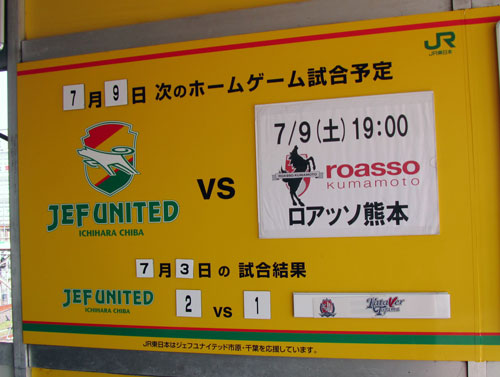 JR
JR東日本
7月9日 次のホームゲーム試合予定
JEF UNITED
ICHIHARA CHIBA
VS
7/9(土)19:00
ROASSO KUMAMOTO
roasso
kumamoto
ロアッソ熊本
7月3日の試合結果
JEF UNITED
ICHIHARA CHIBA
2 VS 1
Kataller
Toyama
JR東日本はジェフユナイテッド市原・千葉を応援しています。